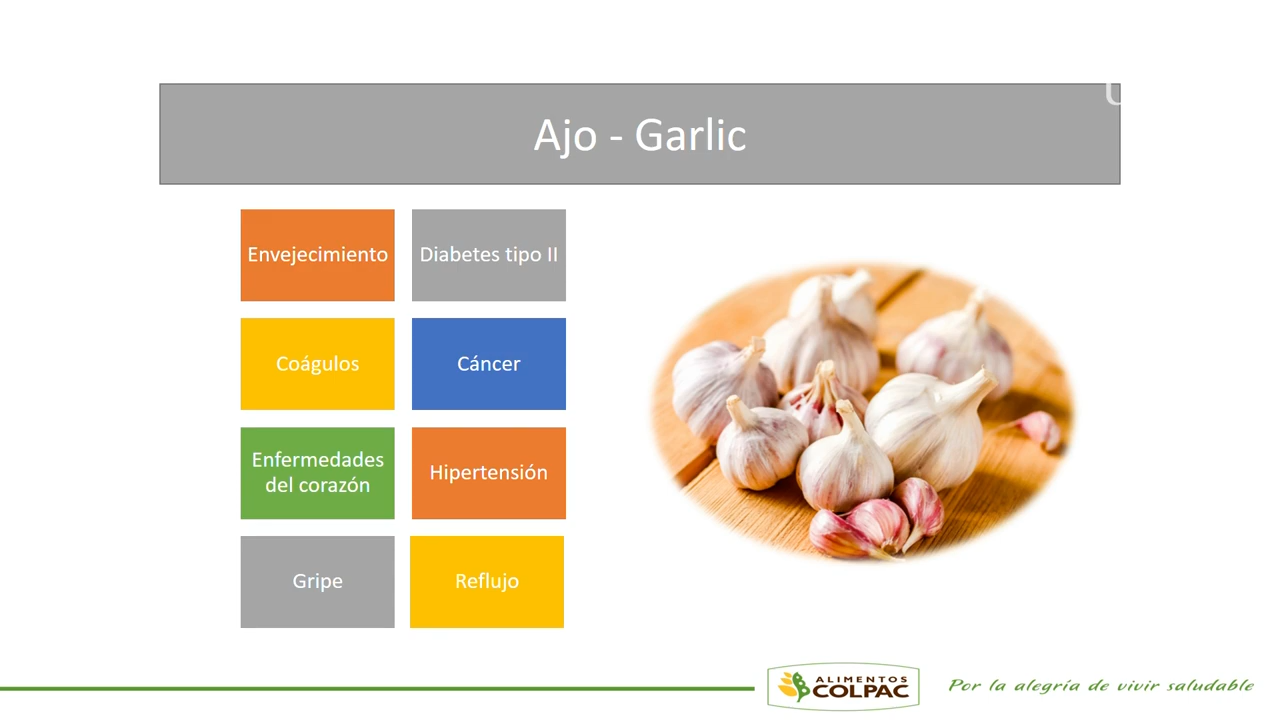 Ajo - Garlic
Envejecimiento
Diabetes tipo II
Coágulos
Cáncer
Enfermedades
del corazón
Hipertensión
Gripe
Reflujo
ALIMENTOS
COLPAC
Por la alegría de vivir saludable